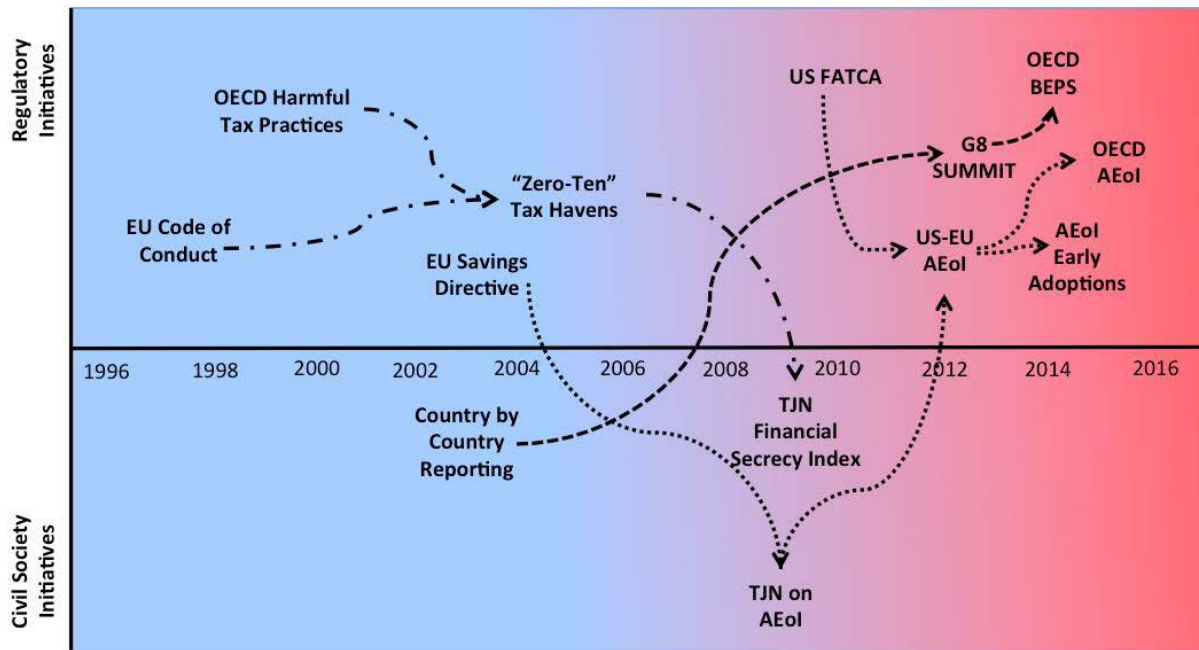 Regulatory
Initiatives
OECD Harmful
Tax Practices
EU Code of
Conduct
“Zero-Ten”
Tax Havens
EU Savings
Directive
US FATCA
G8
SUMMIT
OECD
BEPS
OECD
AEoI
US-EU
AEoI
AEoI
Early
Adoptions
1996 1998 2000 2002 2004 2006 2008 2010 2012 2014 2016
Civil Society
Initiatives
Country by
Country
Reporting
TJN
Financial
Secrecy Index
TJN on
AEoI